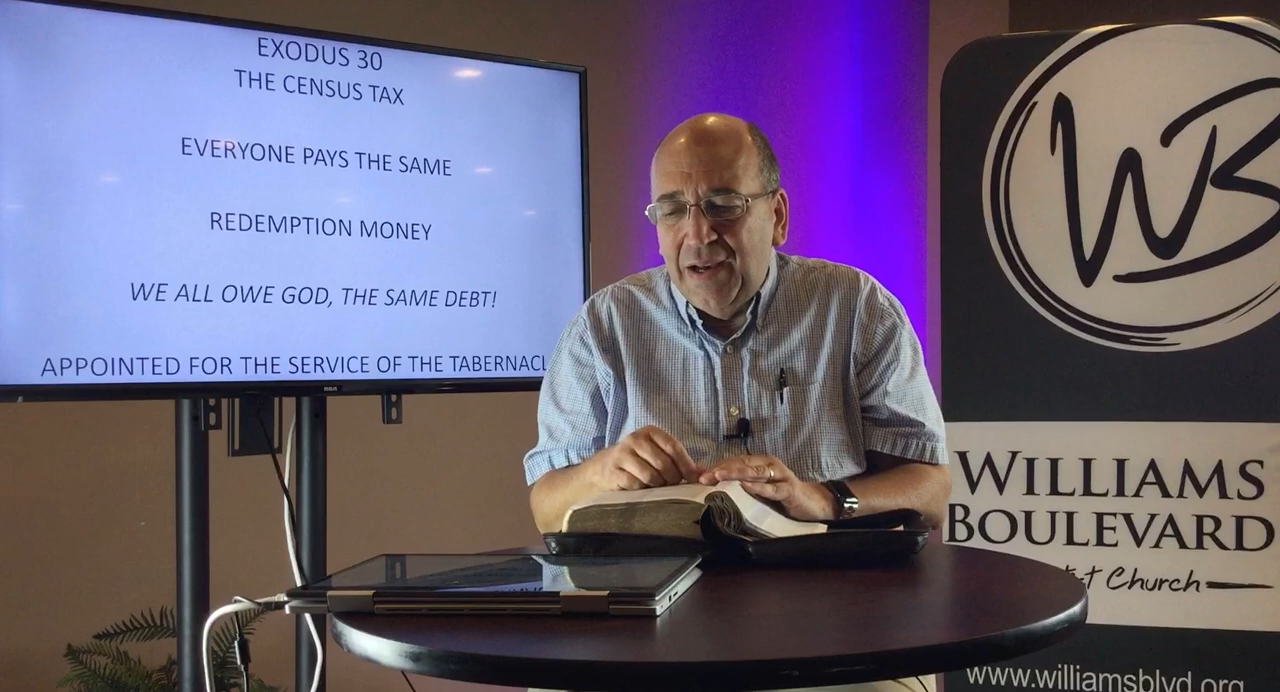 EXODUS 30
THE CENSUS TAX
EVERYONE PAYS THE SAME
REDEMPTION MONEY
WE ALL OWE GOD, THE SAME DEBT!
APPOINTED FOR THE SERVICE OF THE TABERNACL
RCA
WB
WILLIAMS
BOULEVARD
Church
www.williamsblvd.org